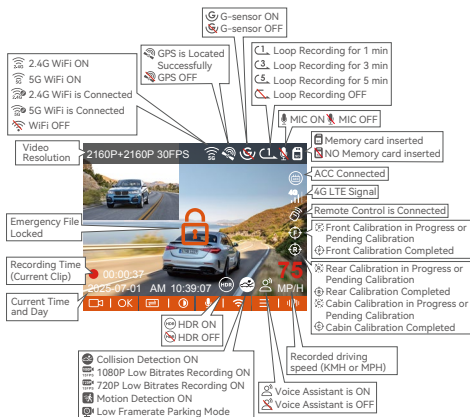 G-sensor ON
G-sensor OFF
GPS is Located
Successfully
GPS OFF
Loop Recording for 1 min
Loop Recording for 3 min
Loop Recording for 5 min
Loop Recording OFF
2.4G WiFi ON
5G WiFi ON
2.4G WiFi is Connected
5G WiFi is Connected
WiFi OFF
MIC ON MIC OFF
Video
Resolution
2160P+2160P 30FPS
5G
1
Memory card inserted
NO Memory card inserted
ACC Connected
4G
4G LTE Signal
Remote Control is Connected
Emergency File
Locked
F Front Calibration in Progress or
Pending Calibration
F Front Calibration Completed
R Rear Calibration in Progress or
Pending Calibration
R Rear Calibration Completed
C Cabin Calibration in Progress or
Pending Calibration
C Cabin Calibration Completed
Recording Time
(Current Clip)
00:00:37
75
MP/H
Current Time
and Day
2025-07-01 AM 10:39:07
HDR
OK
HDR HDR ON
HDR HDR OFF
Recorded driving
speed (KMH or MPH)
Collision Detection ON
1080P Low Bitrates Recording ON
720P Low Bitrates Recording ON
Motion Detection ON
Low Framerate Parking Mode
Voice Assistant is ON
Voice Assistant is OFF